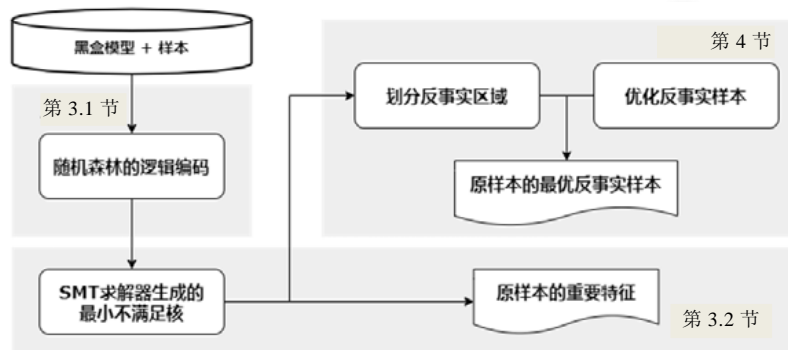 黑盒模型 + 样本
第 3.1 节
随机森林的逻辑编码
SMT求解器生成的
最小不满足核
第 4 节
划分反事实区域
优化反事实样本
原样本的最优反事实样本
原样本的重要特征
第 3.2 节